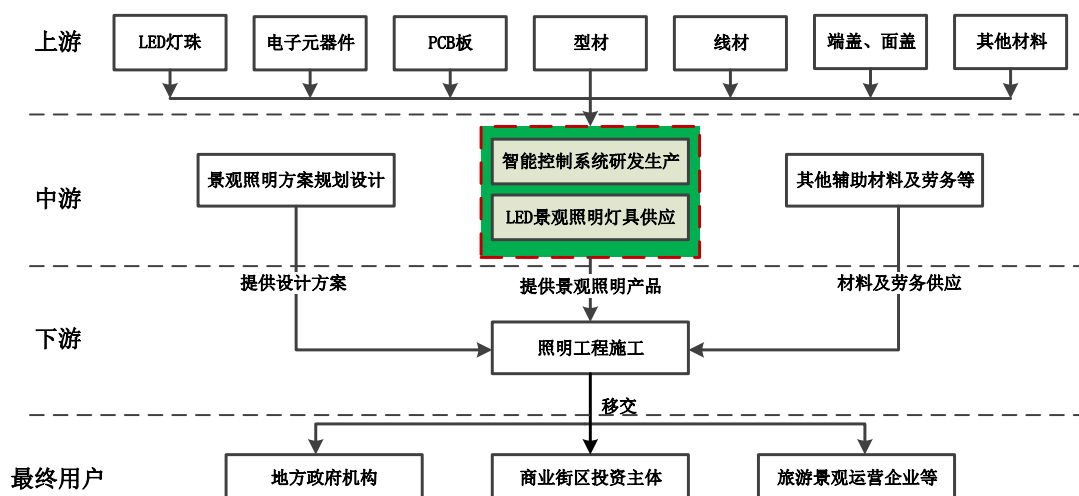 上游
LED灯珠
电子元器件
PCB板
型材
线材
端盖、面盖
其他材料
中游
景观照明方案规划设计
智能控制系统研发生产
LED景观照明灯具供应
其他辅助材料及劳务等
提供设计方案
提供景观照明产品
材料及劳务供应
下游
照明工程施工
移交
最终用户
地方政府机构
商业街区投资主体
旅游景观运营企业等